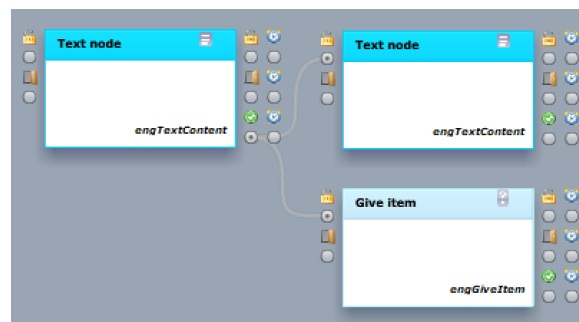 Text node
engTextContent
Text node
engTextContent
Give item
engGiveItem